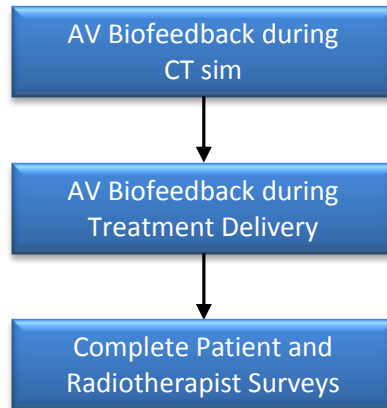 AV Biofeedback during
CT sim
AV Biofeedback during
Treatment Delivery
Complete Patient and
Radiotherapist Surveys